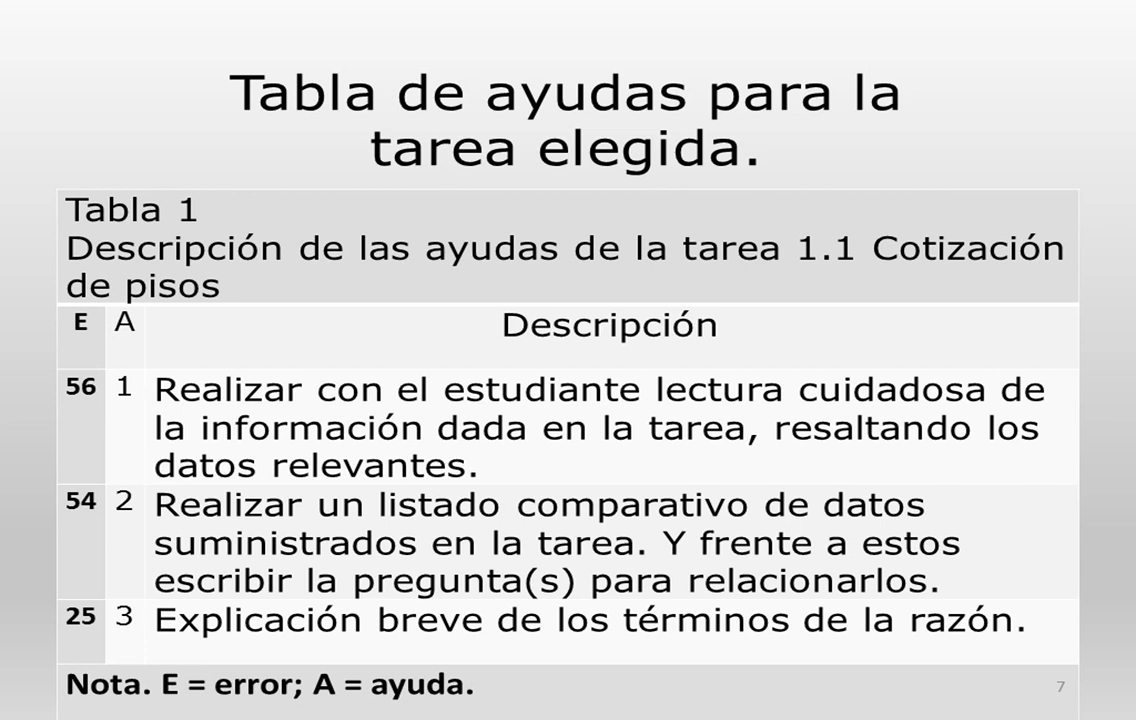 Tabla de ayudas para la
tarea elegida.
Tabla 1
Descripción de las ayudas de la tarea 1.1 Cotización
de pisos
E A Descripción
56 1 Realizar con el estudiante lectura cuidadosa de
la información dada en la tarea, resaltando los
datos relevantes.
54 2 Realizar un listado comparativo de datos
suministrados en la tarea. Y frente a estos
escribir la pregunta(s) para relacionarlos.
25 3 Explicación breve de los términos de la razón.
Nota. E = error; A = ayuda.
7